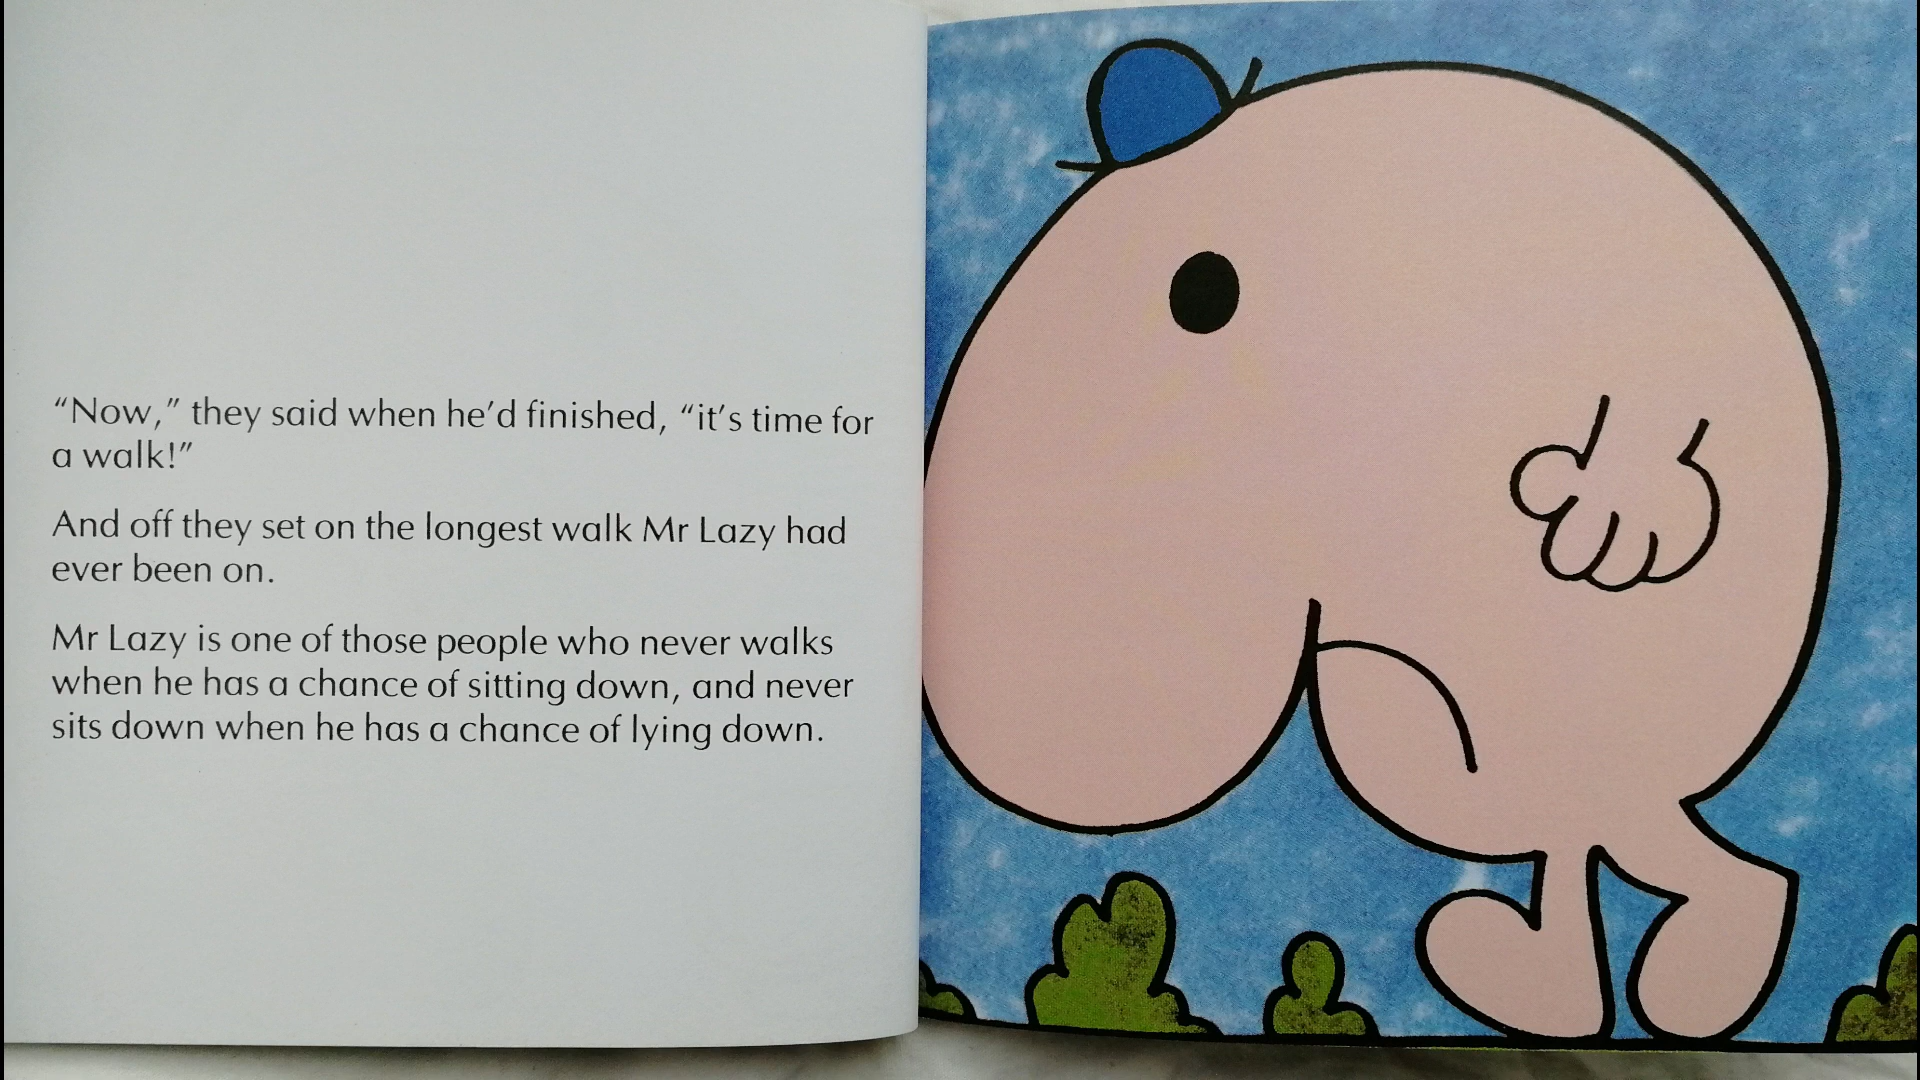 “Now,” they said when he’d finished, “it’s time for
a walk!”
And off they set on the longest walk Mr Lazy had
ever been on.
Mr Lazy is one of those people who never walks
when he has a chance of sitting down, and never
sits down when he has a chance of lying down.